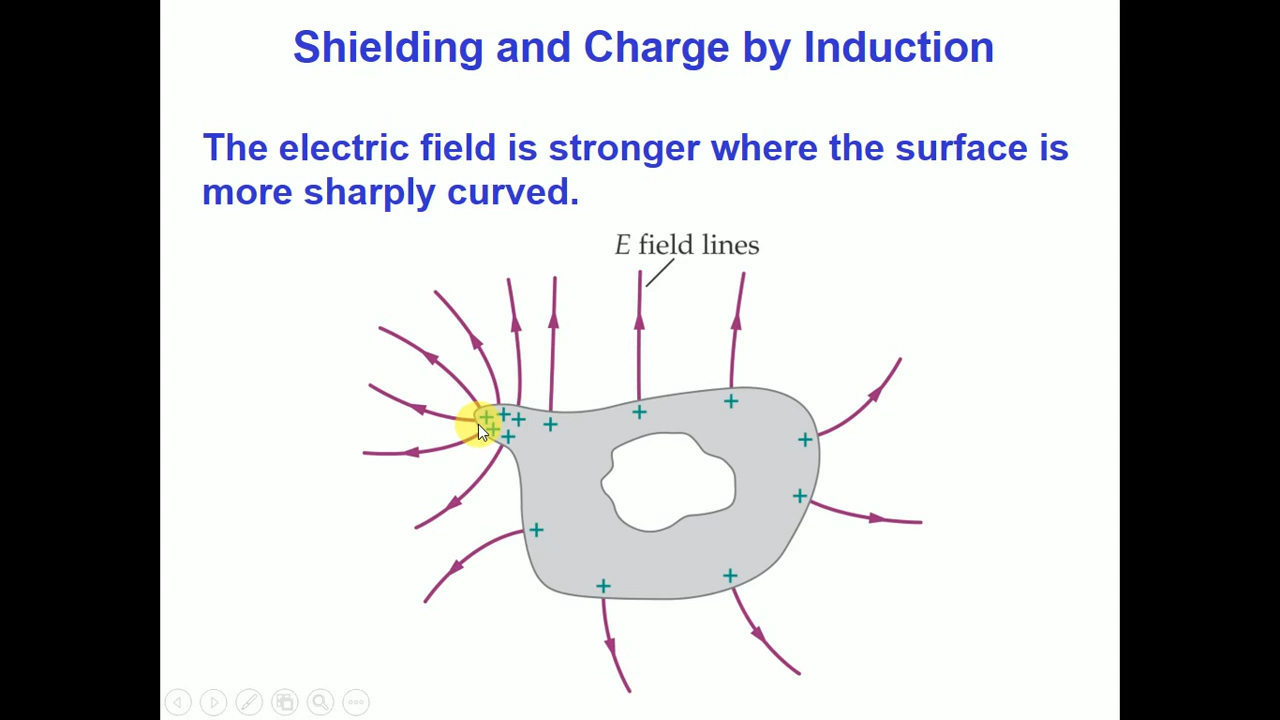 Shielding and Charge by Induction
The electric field is stronger where the surface is
more sharply curved.
E field lines